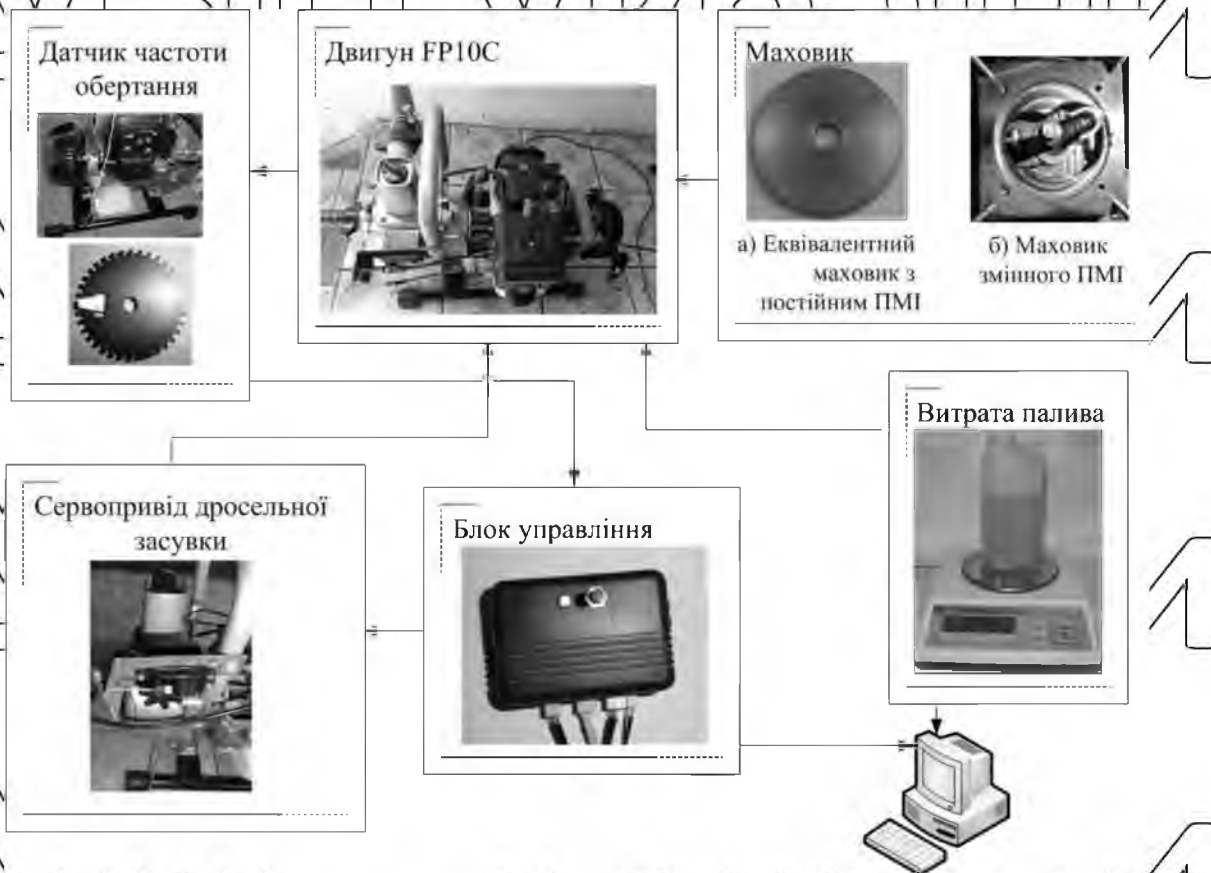 Датчик частоти
обертання
Двигун FP10C
Маховик
а) Еквівалентний
маховик з
постійним ПМІ
б) Маховик
змінного ПМІ
Витрата палива
Сервопривід дросельної
засувки
Блок управління